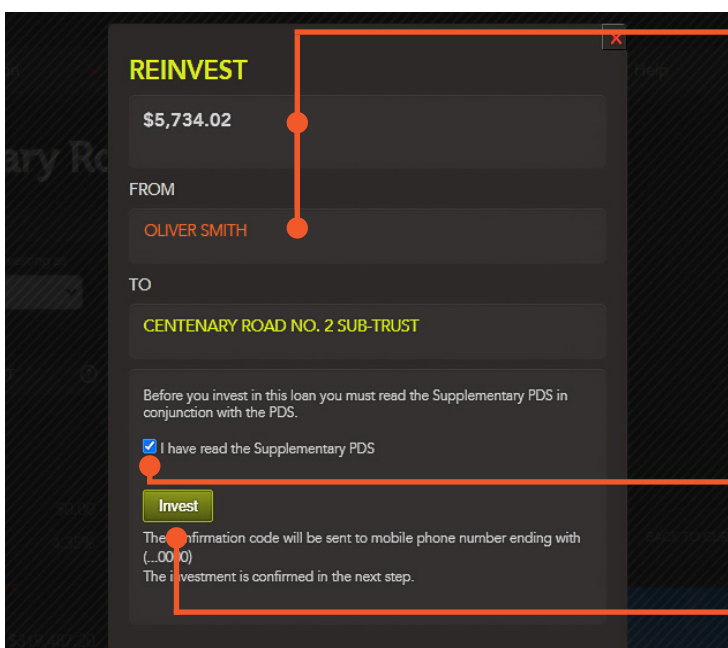 X
REINVEST
Help
$5,734.02
ary Ro
FROM
OLIVER SMITH
TO
CENTENARY ROAD NO. 2 SUB-TRUST
Before you invest in this loan you must read the Supplementary PDS in
conjunction with the PDS.
I have read the Supplementary PDS
Invest
The confirmation code will be sent to mobile phone number ending with
(...0000)
The investment is confirmed in the next step.